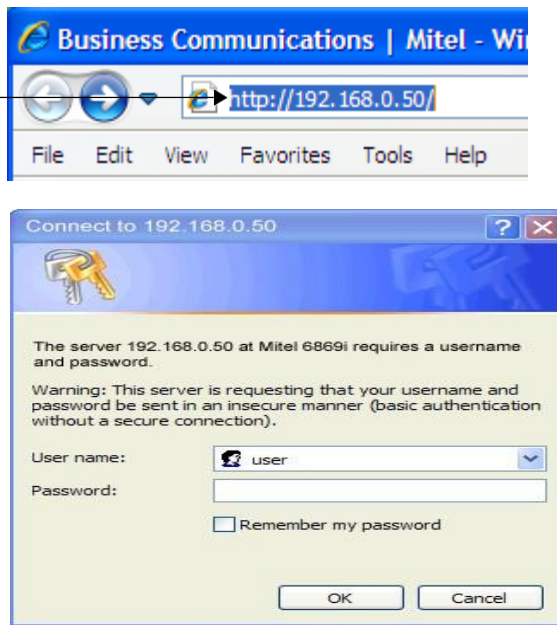 Business Communications | Mitel - Wi
http://192.168.0.50/
File Edit View Favorites Tools Help
Connect to 192.168.0.50
The server 192.168.0.50 at Mitel 6869i requires a username
and password.
Warning: This server is requesting that your username and
password be sent in an insecure manner (basic authentication
without a secure connection).
User name: user
Password:
Remember my password
OK Cancel